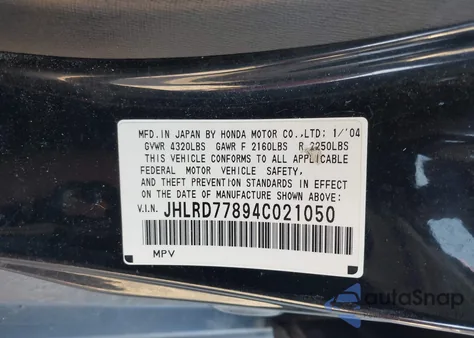 MFD. IN JAPAN BY HONDA MOTOR CO., LTD: 1/'04
GVWR 4320LBS GAWR F 2160LBS R 2250LBS
THIS VEHICLE CONFORMS TO ALL APPLICABLE
FEDERAL MOTOR VEHICLE SAFETY,
AND THEFT PREVENTION STANDARDS IN EFFECT
ON THE DATE OF MANUFACTURE SHOWN ABOVE:
V.I.N. JHLRD77894C021050
MPV
autoSnap